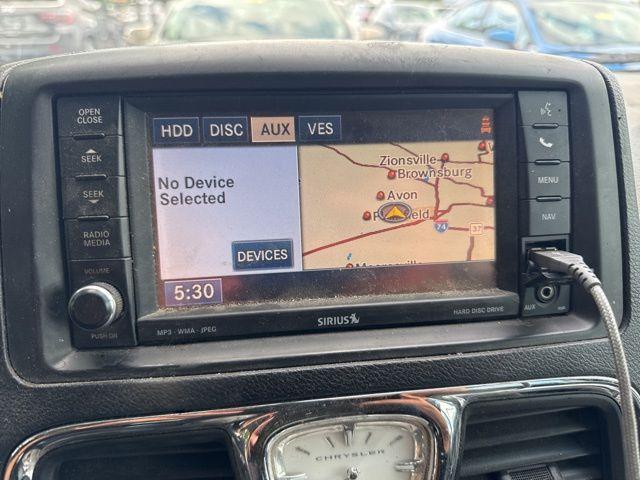 OPEN
CLOSE
SEEK
SEEK
RADIO
MEDIA
VOLUME
PUSH ON
HDD DISC AUX VES
No Device
Selected
DEVICES
5:30
Zionsville
Brownsburg
Avon
74
37
MENU
NAV
AUX
MP3 · WMA · JPEG
SIRIUS
HARD DISC DRIVE
CHRYSLER